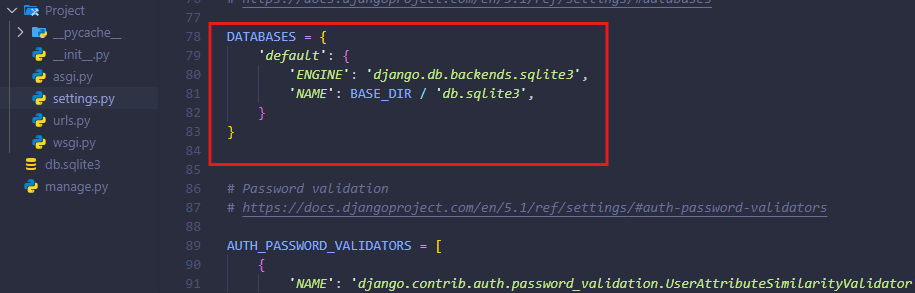 Project
__pycache__
__init__.py
asgi.py
settings.py
urls.py
wsgi.py
db.sqlite3
manage.py
76 # https://docs.djangoproject.com/en/5.1/ref/settings/#databases
77
78 DATABASES = {
79 'default': {
80 'ENGINE': 'django.db.backends.sqlite3',
81 'NAME': BASE_DIR / 'db.sqlite3',
82 }
83 }
84
85
86 # Password validation
87 # https://docs.djangoproject.com/en/5.1/ref/settings/#auth-password-validators
88
89 AUTH_PASSWORD_VALIDATORS = [
90 {
91 'NAME': 'django.contrib.auth.password_validation.UserAttributeSimilarityValidator